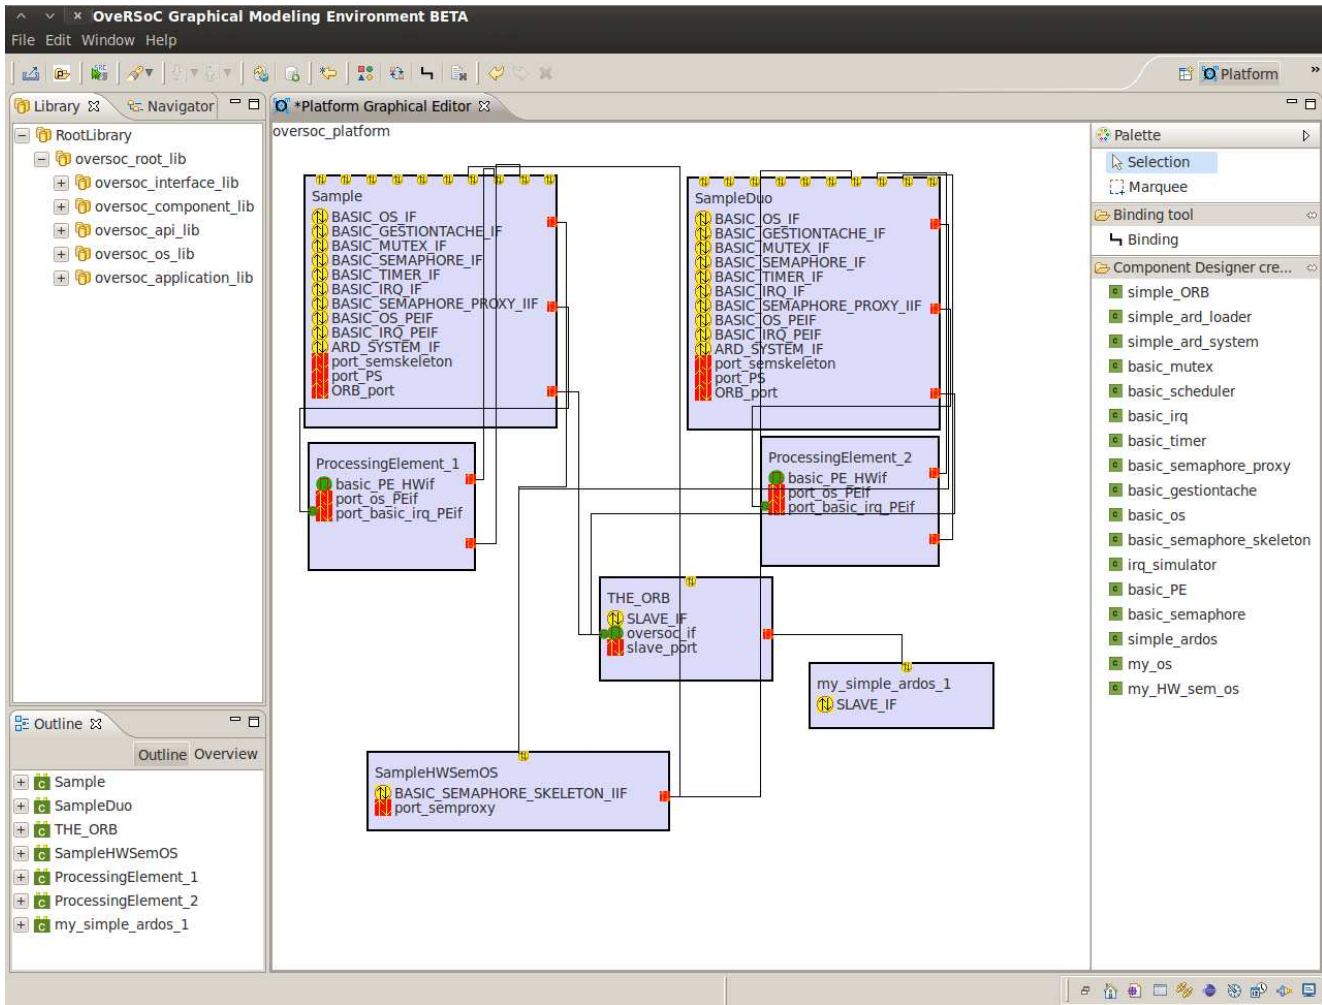 OveRSoC Graphical Modeling Environment BETA
File Edit Window Help
Platform
Library
Navigator
RootLibrary
oversoc_root_lib
oversoc_interface_lib
oversoc_component_lib
oversoc_api_lib
oversoc_os_lib
oversoc_application_lib
*Platform Graphical Editor
oversoc_platform
Sample
BASIC_OS_IF
BASIC_GESTIONTACHE_IF
BASIC_MUTEX_IF
BASIC_SEMAPHORE_IF
BASIC_TIMER_IF
BASIC_IRQ_IF
BASIC_SEMAPHORE_PROXY_IIF
BASIC_OS_PEIF
BASIC_IRQ_PEIF
ARD_SYSTEM_IF
port_semskeleton
port_PS
ORB_port
SampleDuo
BASIC_OS_IF
BASIC_GESTIONTACHE_IF
BASIC_MUTEX_IF
BASIC_SEMAPHORE_IF
BASIC_TIMER_IF
BASIC_IRQ_IF
BASIC_SEMAPHORE_PROXY_IIF
BASIC_OS_PEIF
BASIC_IRQ_PEIF
ARD_SYSTEM_IF
port_semskeleton
port_PS
ORB_port
ProcessingElement_1
basic_PE_HWif
port_os_PEif
port_basic_irq_PEif
ProcessingElement_2
basic_PE_HWif
port_os_PEif
port_basic_irq_PEif
THE_ORB
SLAVE_IF
oversoc_if
slave_port
my_simple_ardos_1
SLAVE_IF
SampleHWSemOS
BASIC_SEMAPHORE_SKELETON_IIF
port_semproxy
Palette
Selection
Marquee
Binding tool
Binding
Component Designer cre...
simple_ORB
simple_ard_loader
simple_ard_system
basic_mutex
basic_scheduler
basic_irq
basic_timer
basic_semaphore_proxy
basic_gestiontache
basic_os
basic_semaphore_skeleton
irq_simulator
basic_PE
basic_semaphore
simple_ardos
my_os
my_HW_sem_os
Outline
Outline Overview
Sample
SampleDuo
THE_ORB
SampleHWSemOS
ProcessingElement_1
ProcessingElement_2
my_simple_ardos_1